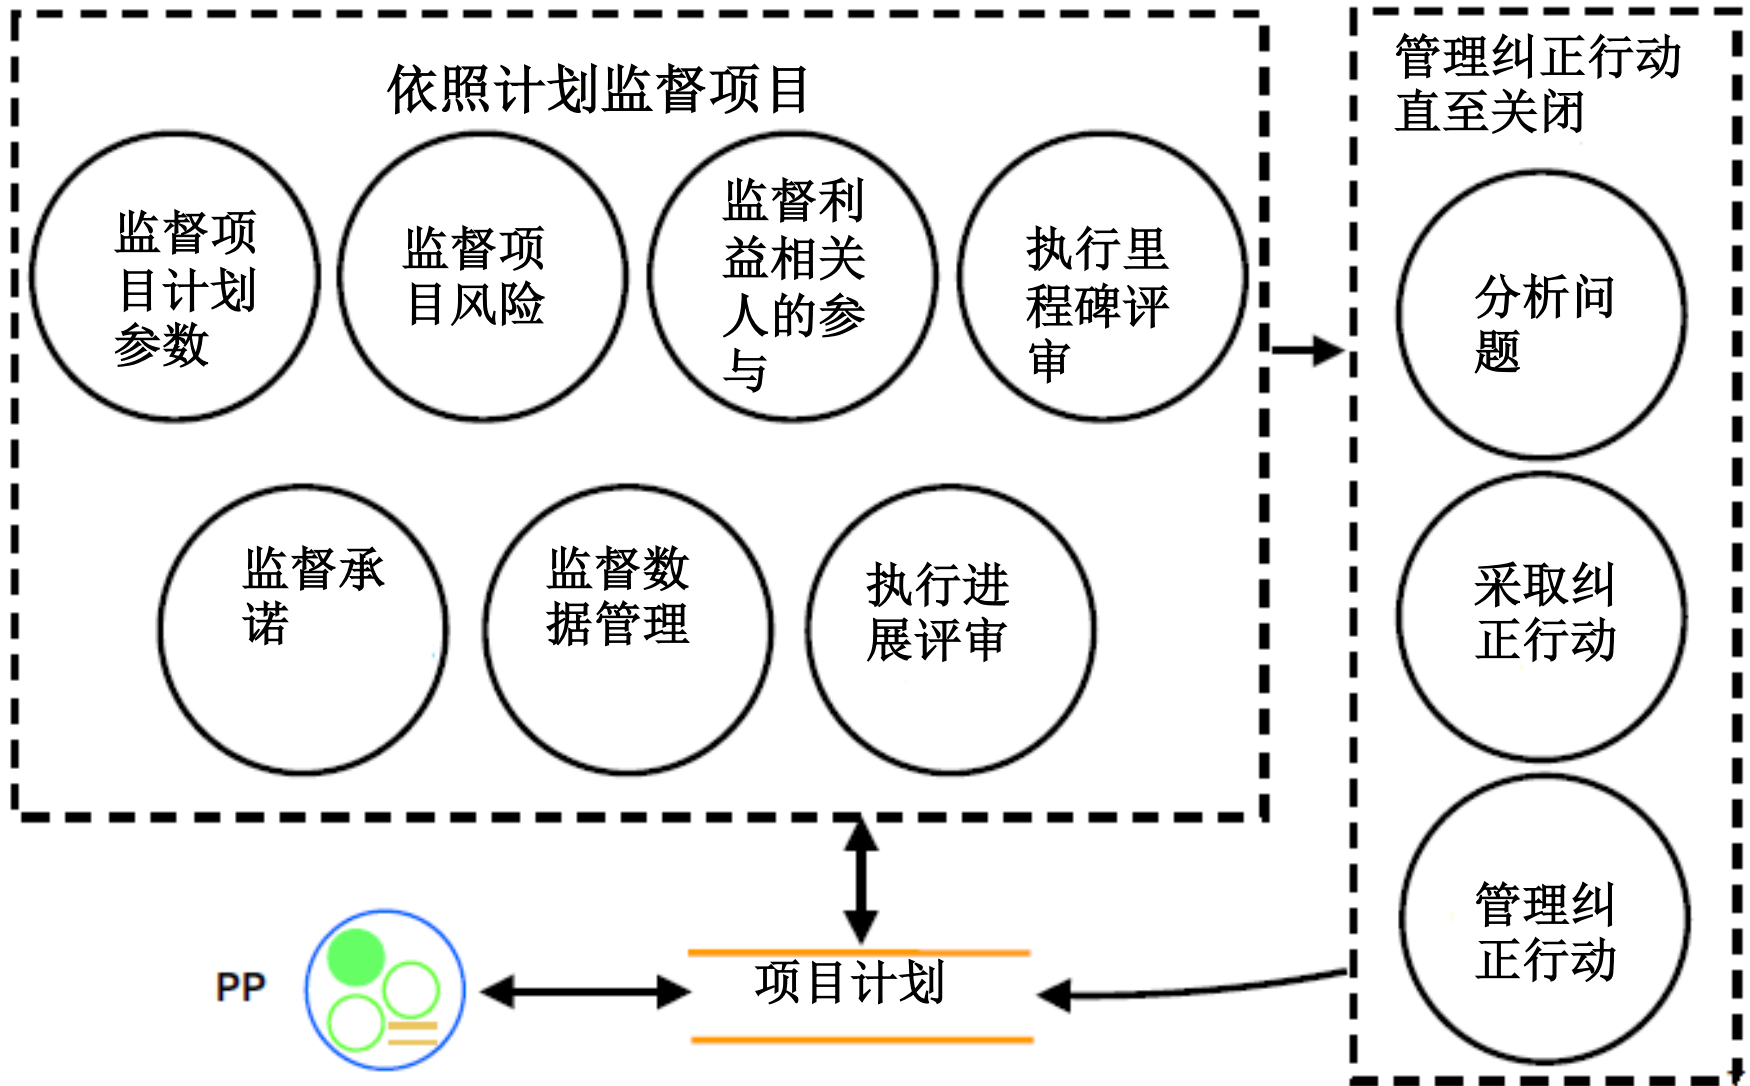 依照计划监督项目
监督项
目计划
参数
监督项
目风险
监督利
益相关
人的参
与
执行里
程碑评
审
监督承
诺
监督数
据管理
执行进
展评审
管理纠正行动
直至关闭
分析问
题
采取纠
正行动
管理纠
正行动
PP
项目计划